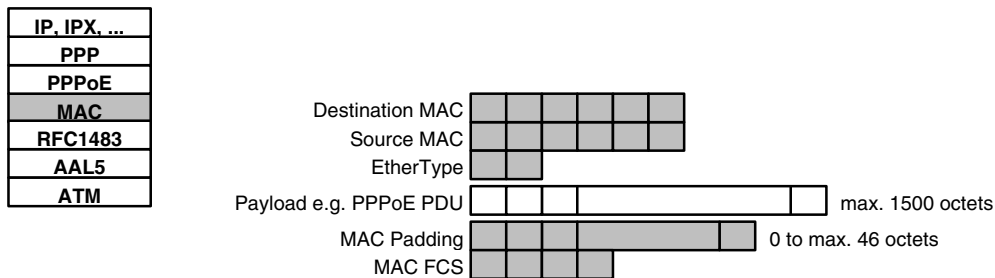 IP, IPX, ...
PPP
PPPoE
MAC
RFC1483
AAL5
ATM
Destination MAC
Source MAC
EtherType
Payload e.g. PPPoE PDU max. 1500 octets
MAC Padding 0 to max. 46 octets
MAC FCS